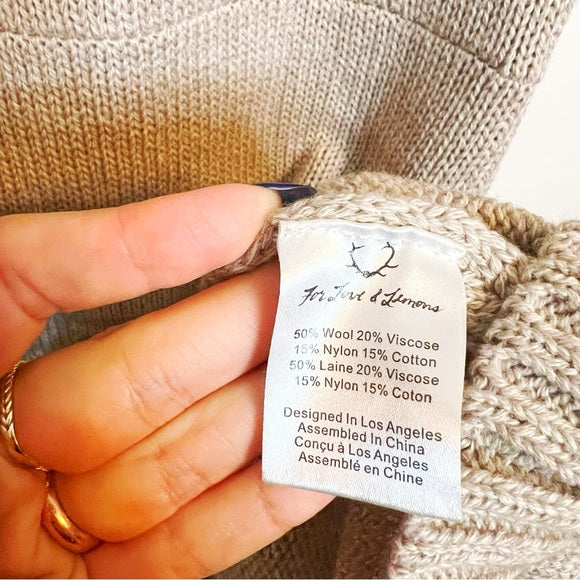 For Love & Lemons
50% Wool 20% Viscose
15% Nylon 15% Cotton
50% Laine 20% Viscose
15% Nylon 15% Coton
Designed In Los Angeles
Assembled In China
Conçu à Los Angeles
Assemblé en Chine